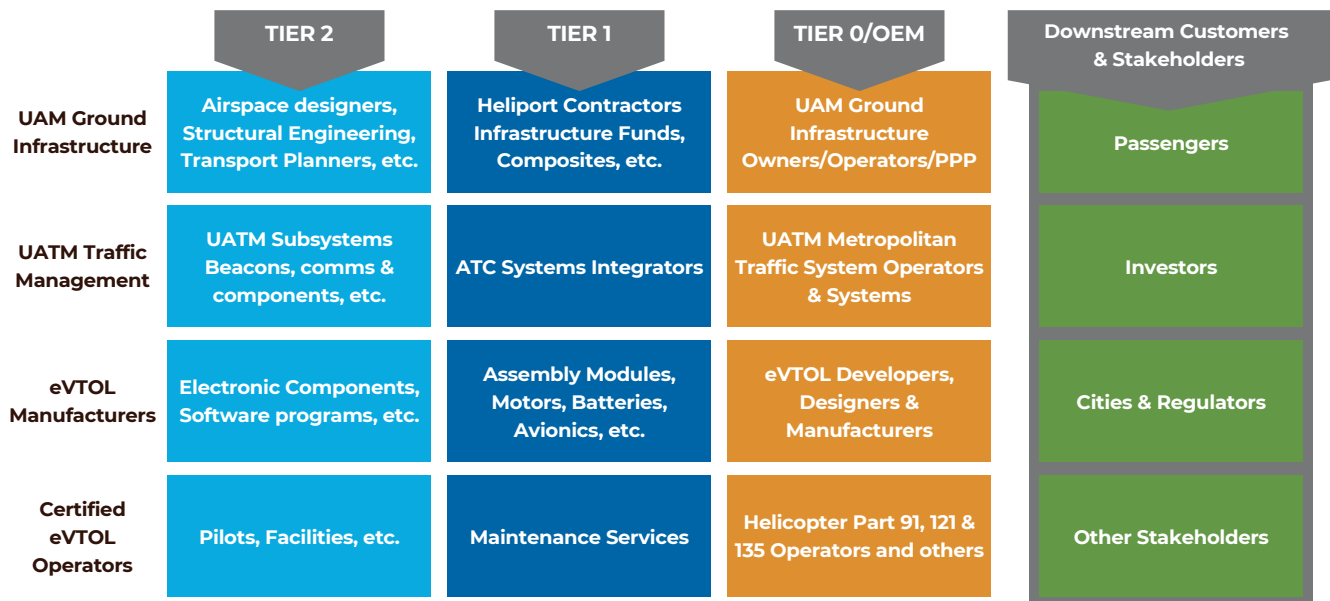 TIER 2
TIER 1
TIER 0/OEM
Downstream Customers
& Stakeholders
UAM Ground
Infrastructure
Airspace designers,
Structural Engineering,
Transport Planners, etc.
Heliport Contractors
Infrastructure Funds,
Composites, etc.
UAM Ground
Infrastructure
Owners/Operators/PPP
Passengers
UATM Traffic
Management
UATM Subsystems
Beacons, comms &
components, etc.
ATC Systems Integrators
UATM Metropolitan
Traffic System Operators
& Systems
Investors
eVTOL
Manufacturers
Electronic Components,
Software programs, etc.
Assembly Modules,
Motors, Batteries,
Avionics, etc.
eVTOL Developers,
Designers &
Manufacturers
Cities & Regulators
Certified
eVTOL
Operators
Pilots, Facilities, etc.
Maintenance Services
Helicopter Part 91, 121 &
135 Operators and others
Other Stakeholders